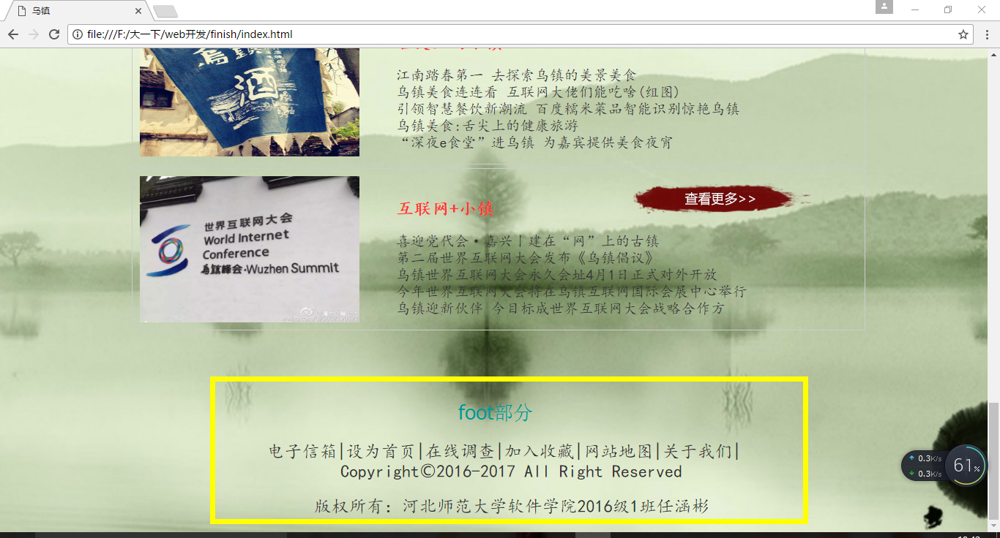 乌镇
file:///F:/大一下/web开发/finish/index.html
酒
江南踏春第一 去探索乌镇的美景美食
乌镇美食连连看 互联网大佬们能吃啥(组图)
引领智慧餐饮新潮流 百度糯米菜品智能识别惊艳乌镇
乌镇美食:舌尖上的健康旅游
“深夜e食堂”进乌镇 为嘉宾提供美食夜宵
世界互联网大会
World Internet
Conference
乌镇峰会·Wuzhen Summit
查看更多>>
互联网+小镇
喜迎党代会·嘉兴丨建在“网”上的古镇
第二届世界互联网大会发布《乌镇倡议》
乌镇世界互联网大会永久会址4月1日正式对外开放
今年世界互联网大会将在乌镇互联网国际会展中心举行
乌镇迎新伙伴 今目标成世界互联网大会战略合作方
foot部分
电子信箱|设为首页|在线调查|加入收藏|网站地图|关于我们|
Copyright©2016-2017 All Right Reserved
版权所有：河北师范大学软件学院2016级1班任涵彬
0.3K/s
0.3K/s
61%